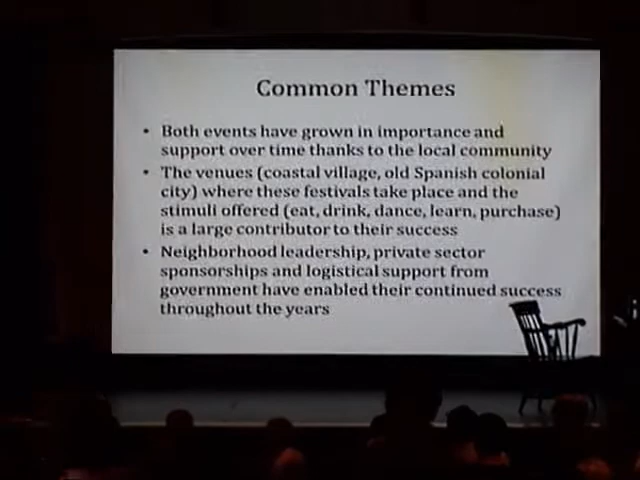 Common Themes
• Both events have grown in importance and
support over time thanks to the local community
• The venues (coastal village, old Spanish colonial
city) where these festivals take place and the
stimuli offered (eat, drink, dance, learn, purchase)
is a large contributor to their success
• Neighborhood leadership, private sector
sponsorships and logistical support from
government have enabled their continued success
throughout the years